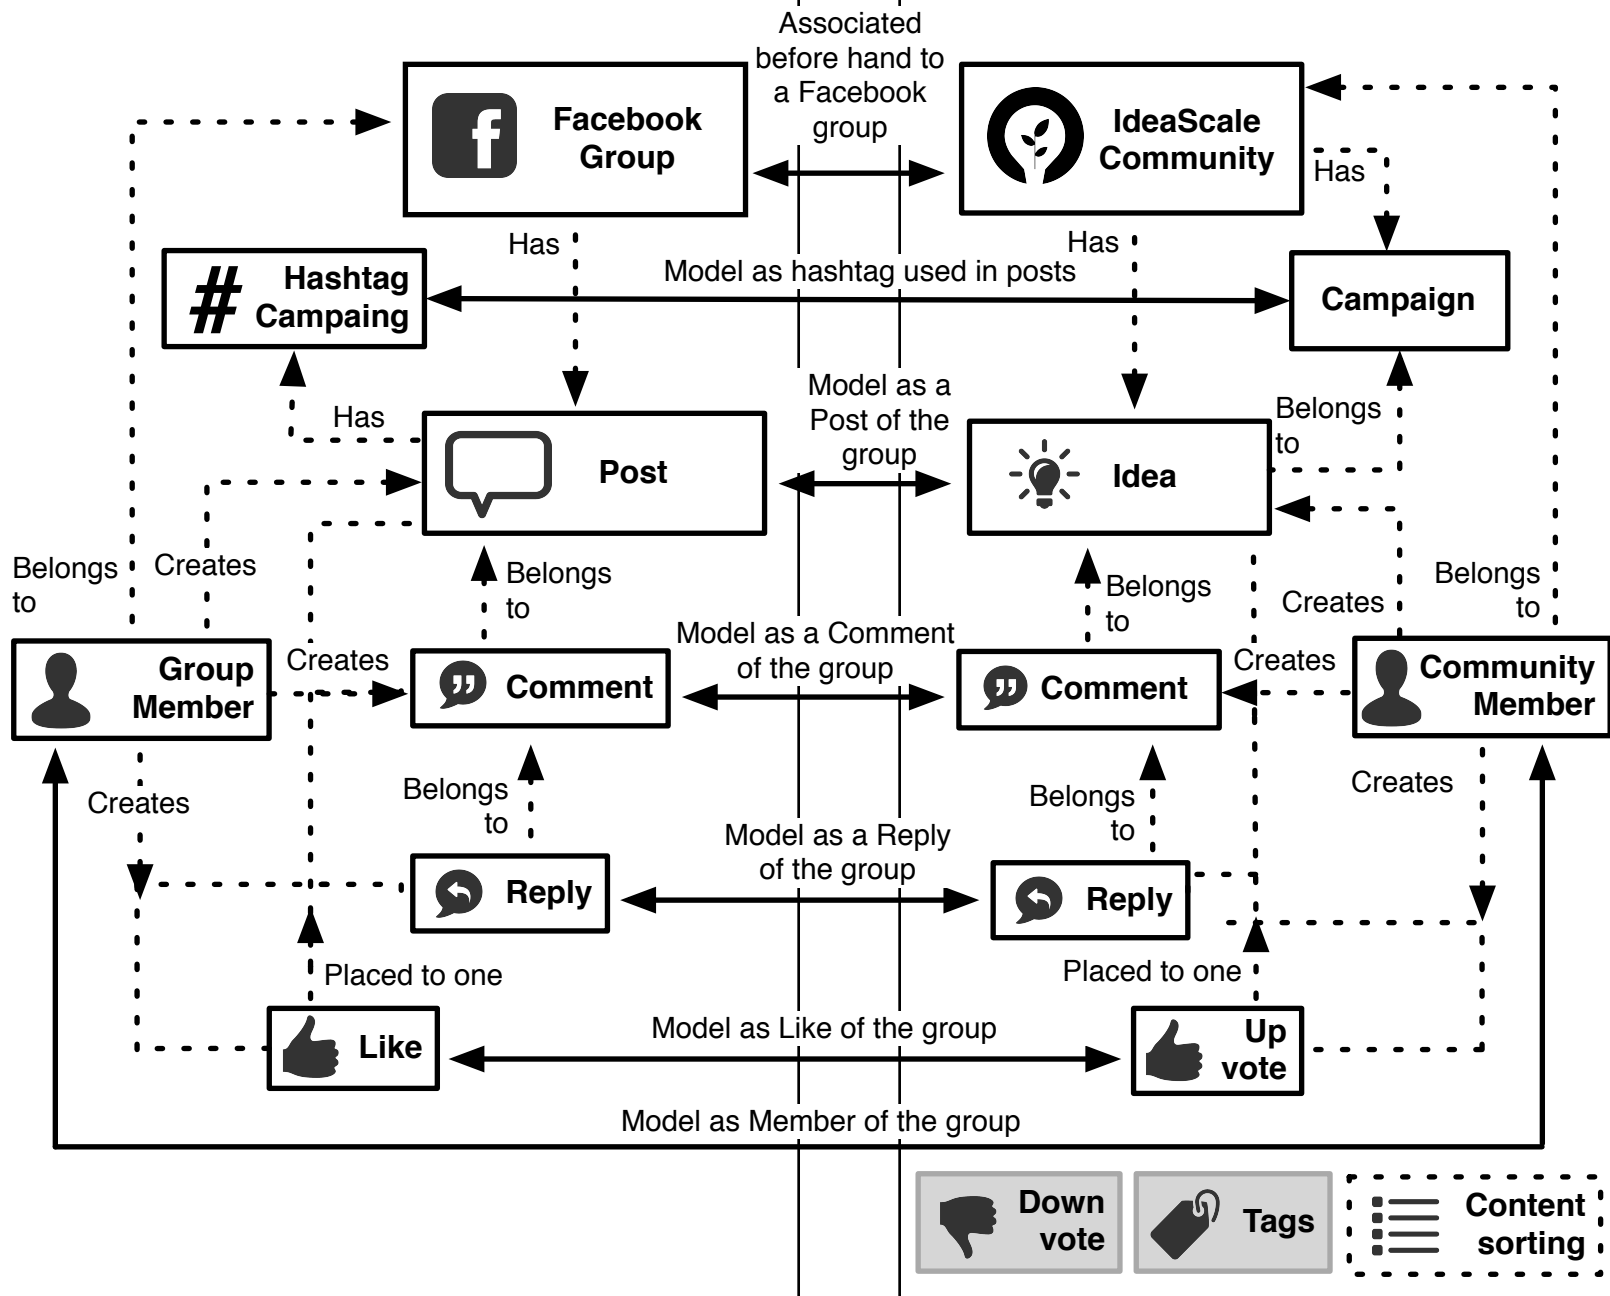 Associated
before hand to
a Facebook
group
Facebook
Group
IdeaScale
Community
Has
Has
Has
Model as hashtag used in posts
#
Hashtag
Campaing
Campaign
Has
Model as a
Post of the
group
Belongs
to
Post
Idea
Belongs
to
Creates
Belongs
to
Belongs
to
Creates
Belongs
to
Group
Member
Creates
Comment
Model as a Comment
of the group
Comment
Creates
Community
Member
Creates
Belongs
to
Belongs
to
Creates
Model as a Reply
of the group
Reply
Reply
Placed to one
Placed to one
Like
Model as Like of the group
Up
vote
Model as Member of the group
Down
vote
Tags
Content
sorting